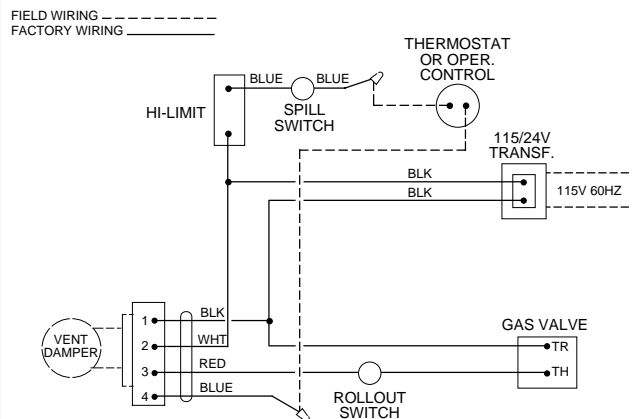 FIELD WIRING
FACTORY WIRING
THERMOSTAT
OR OPER.
CONTROL
BLUE
BLUE
HI-LIMIT
SPILL
SWITCH
115/24V
TRANSF.
BLK
BLK
115V 60HZ
BLK
GAS VALVE
1
VENT
DAMPER
2
WHT
TR
RED
3
TH
BLUE
4
ROLLOUT
SWITCH